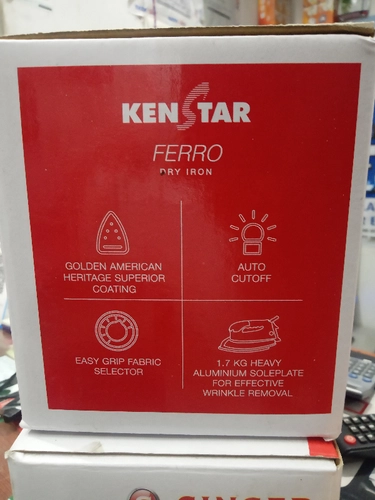 KENSTAR
FERRO
DRY IRON
GOLDEN AMERICAN
HERITAGE SUPERIOR
COATING
AUTO
CUTOFF
EASY GRIP FABRIC
SELECTOR
1.7 KG HEAVY
ALUMINIUM SOLEPLATE
FOR EFFECTIVE
WRINKLE REMOVAL
SINGER